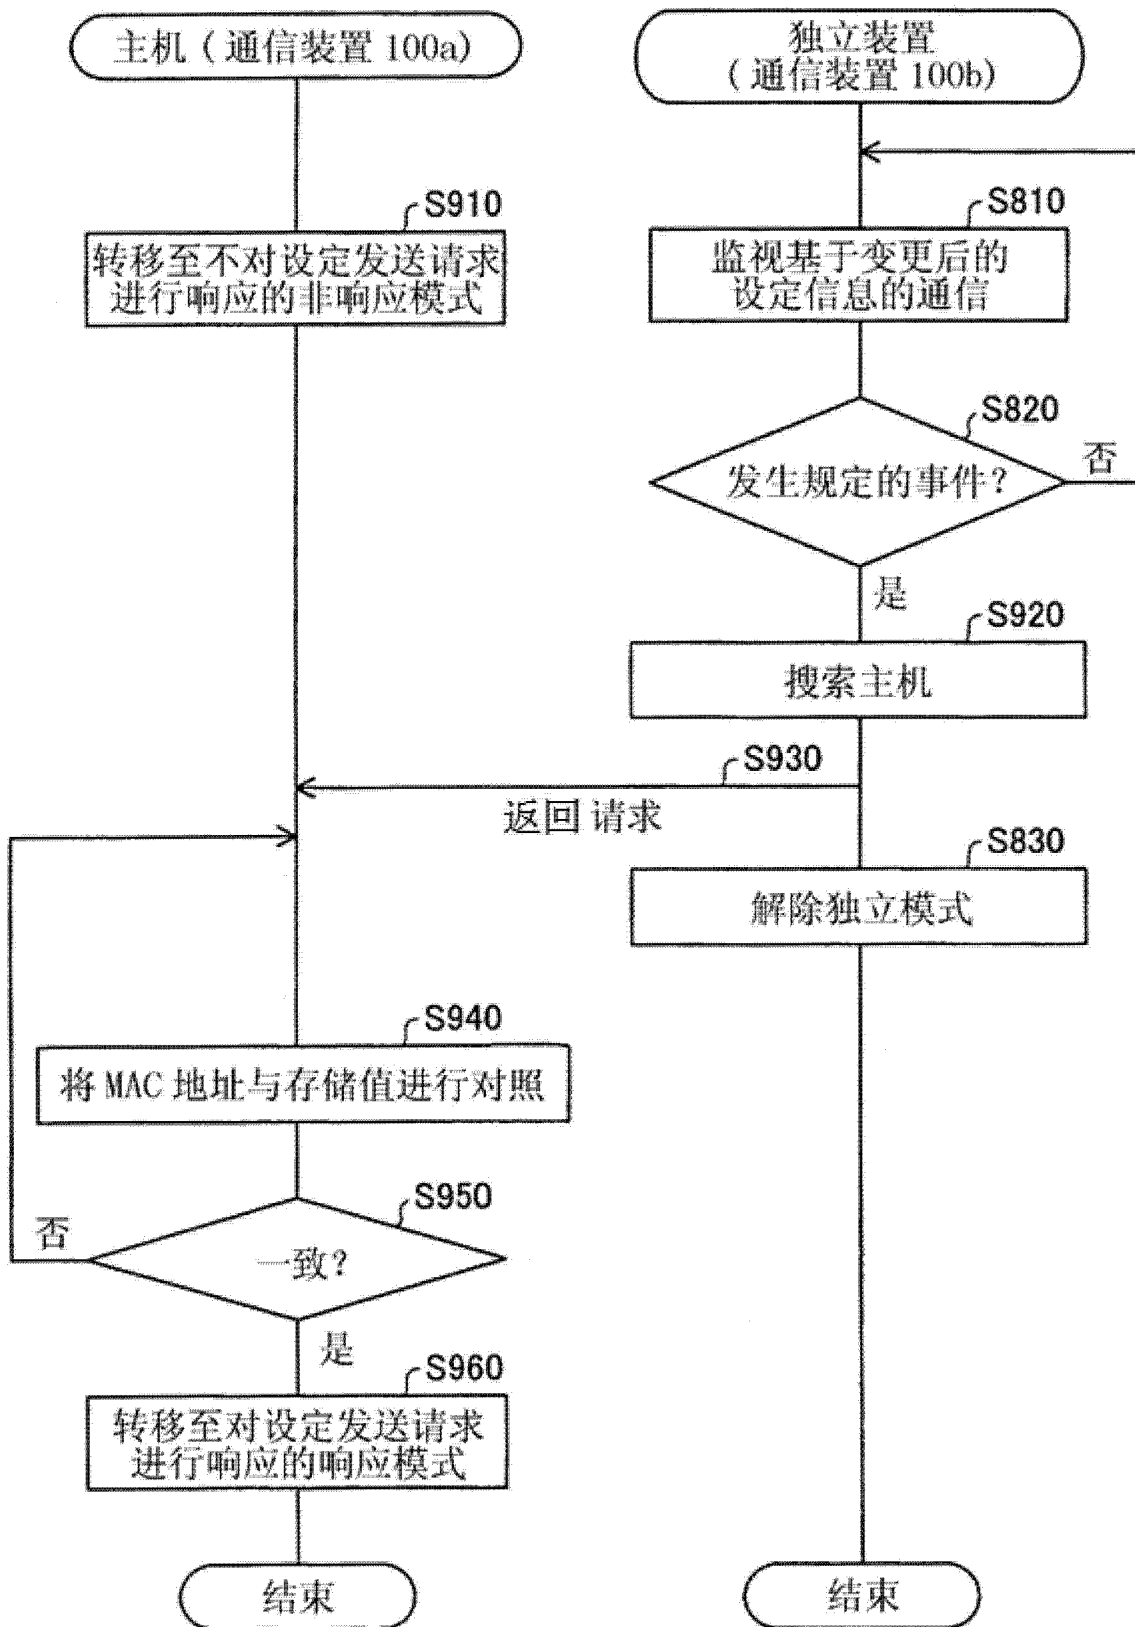 主机 ( 通信装置 100a)
独立装置
( 通信装置 100b)
S910
转移至不对设定发送请求
进行响应的非响应模式
S810
监视基于变更后的
设定信息的通信
S820
发生规定的事件?
否
是
S920
搜索主机
S930
返回 请求
S830
解除独立模式
S940
将 MAC 地址与存储值进行对照
S950
一致?
否
是
S960
转移至对设定发送请求
进行响应的响应模式
结束
结束